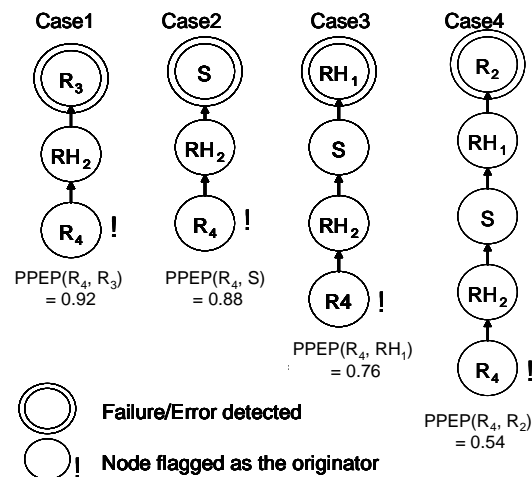 Case1
R₃
RH₂
R₄ !
PPEP(R₄, R₃)
= 0.92
Case2
S
RH₂
R₄ !
PPEP(R₄, S)
= 0.88
Case3
RH₁
S
RH₂
R4 !
PPEP(R₄, RH₁)
= 0.76
Case4
R₂
RH₁
S
RH₂
R₄ !
PPEP(R₄, R₂)
= 0.54
Failure/Error detected
! Node flagged as the originator